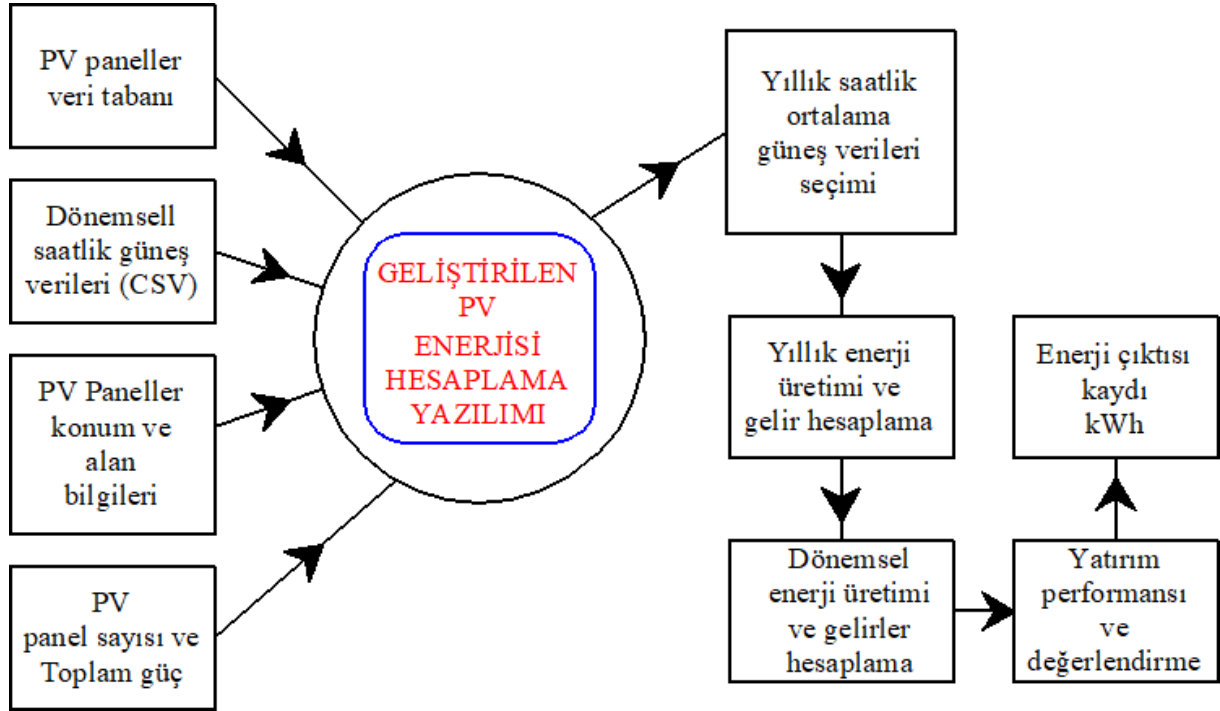 PV paneller
veri tabanı
Dönemsell
saatlik güneş
verileri (CSV)
PV Paneller
konum ve
alan
bilgileri
PV
panel sayısı ve
Toplam güç
GELİŞTİRİLEN
PV
ENERJİSİ
HESAPLAMA
YAZILIMI
Yıllık saatlik
ortalama
güneş verileri
seçimi
Yıllık enerji
üretimi ve
gelir hesaplama
Dönemsel
enerji üretimi
ve gelirler
hesaplama
Yatırım
performansı
ve
değerlendirme
Enerji çıktısı
kaydı
kWh